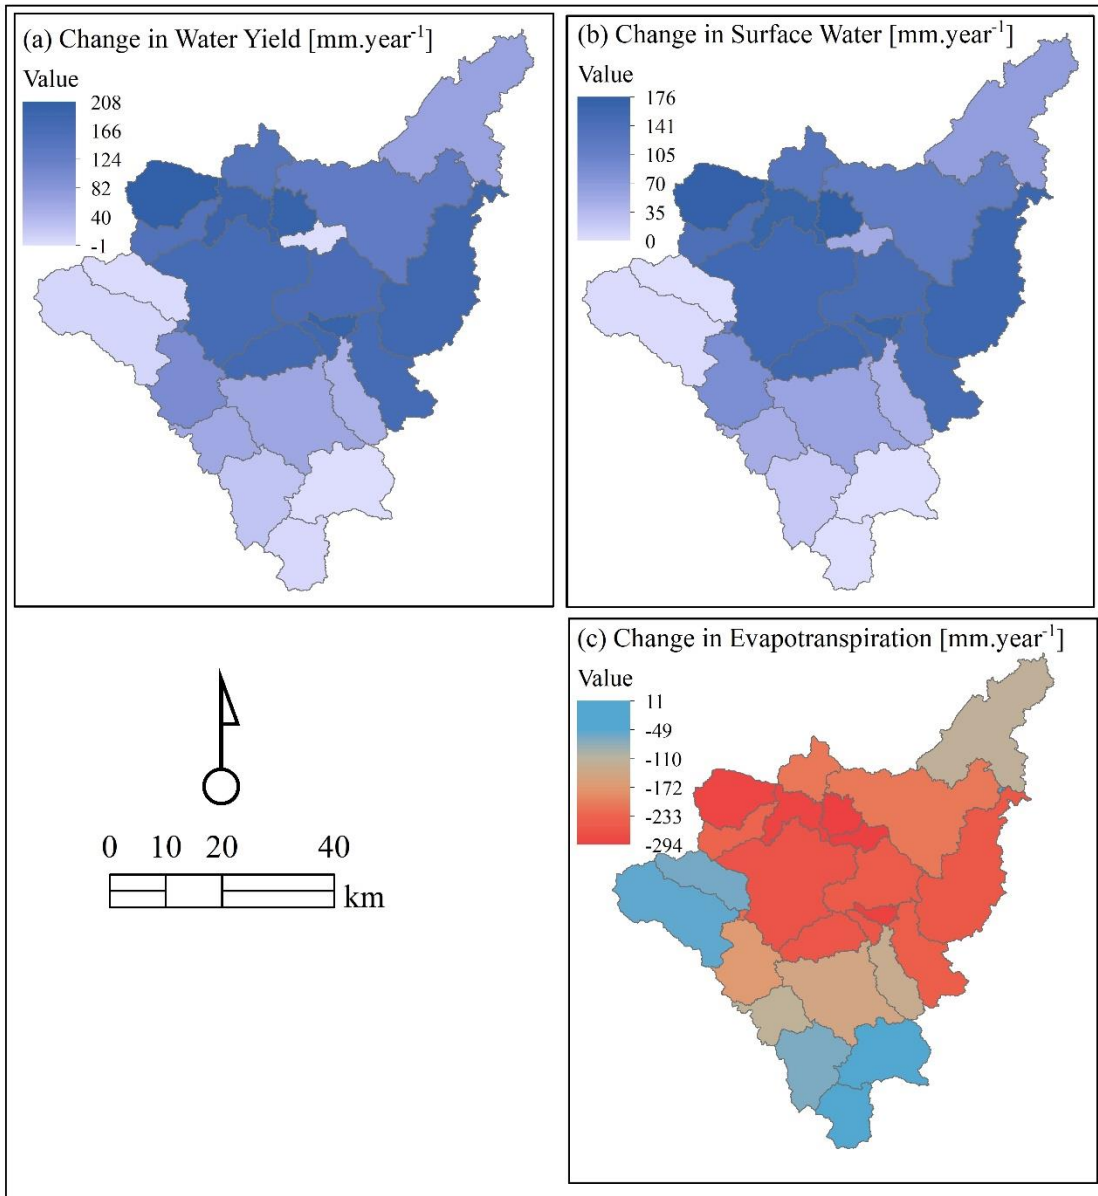 (a) Change in Water Yield [mm.year⁻¹]
Value
208
166
124
82
40
-1
(b) Change in Surface Water [mm.year⁻¹]
Value
176
141
105
70
35
0
0 10 20 40
km
(c) Change in Evapotranspiration [mm.year⁻¹]
Value
11
-49
-110
-172
-233
-294